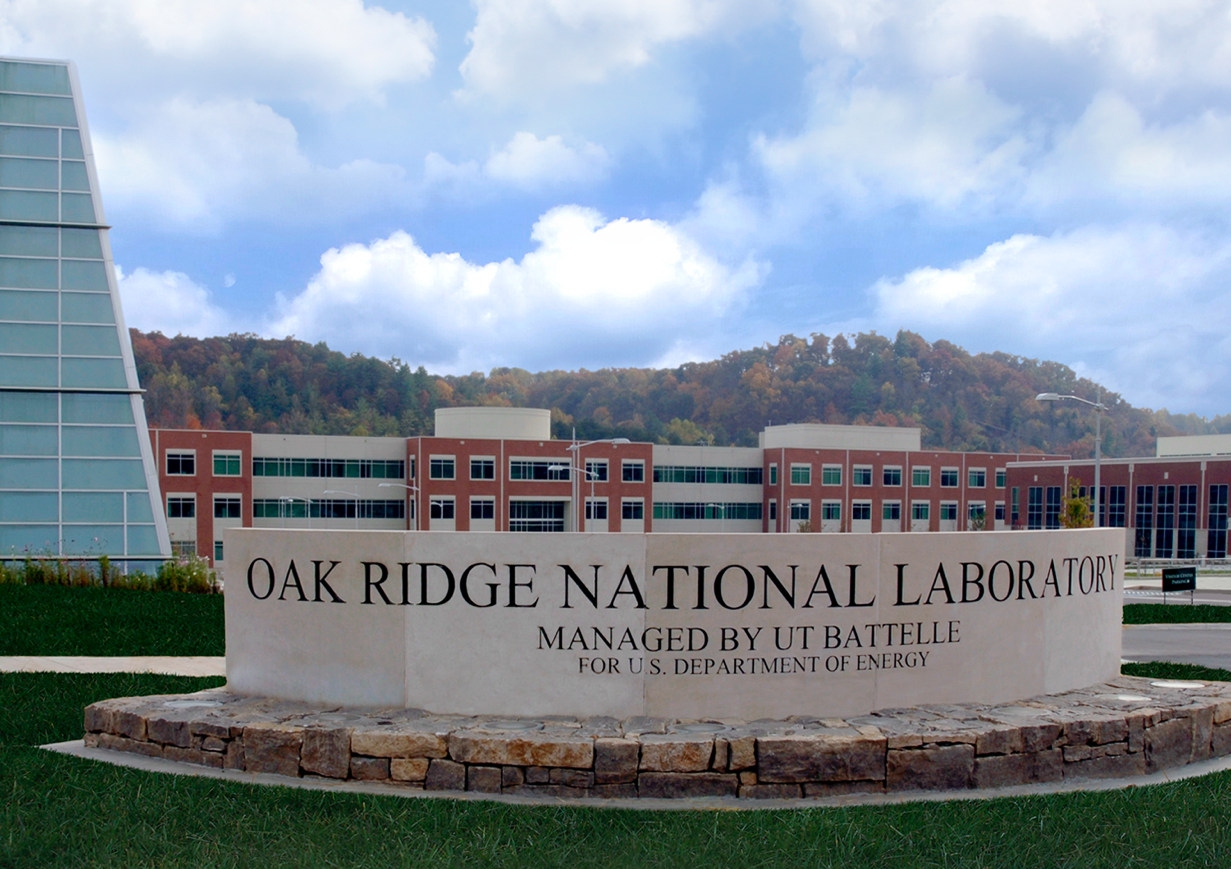 OAK RIDGE NATIONAL LABORATORY
MANAGED BY UT BATTELLE
FOR U.S. DEPARTMENT OF ENERGY